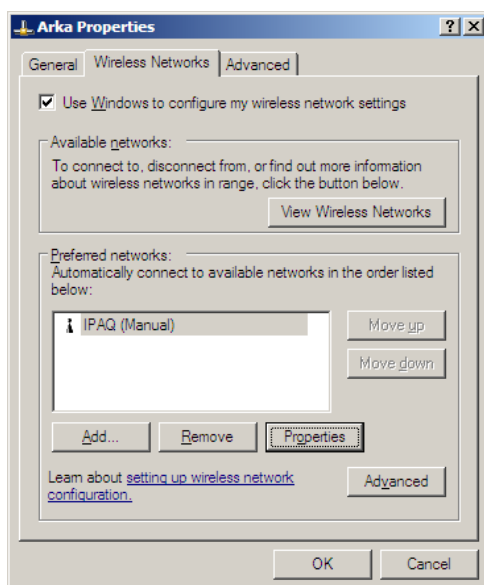 Arka Properties
General Wireless Networks Advanced
Use Windows to configure my wireless network settings
Available networks:
To connect to, disconnect from, or find out more information
about wireless networks in range, click the button below.
View Wireless Networks
Preferred networks:
Automatically connect to available networks in the order listed
below:
IPAQ (Manual)
Move up
Move down
Add... Remove Properties
Learn about setting up wireless network
configuration.
Advanced
OK Cancel